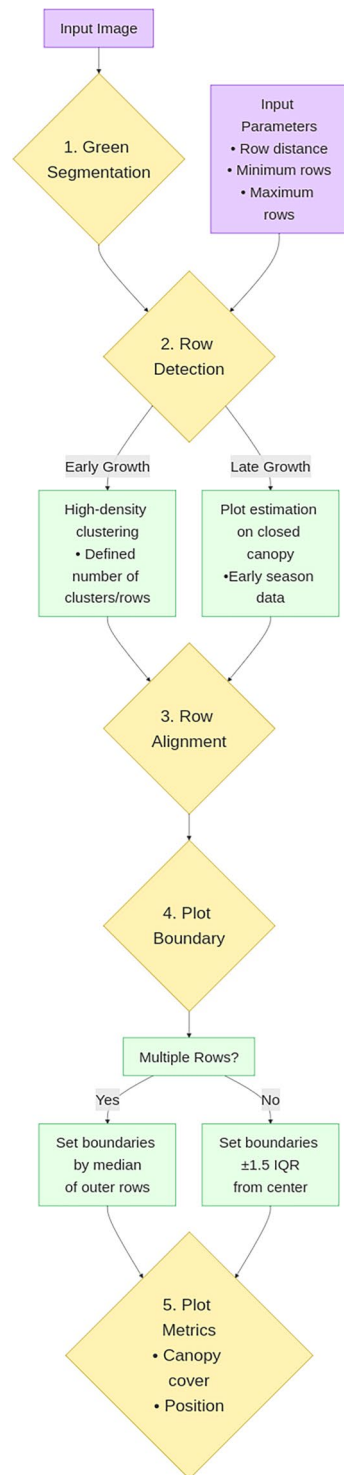 Input Image
1. Green
Segmentation
Input
Parameters
• Row distance
• Minimum rows
• Maximum
rows
2. Row
Detection
Early Growth
Late Growth
High-density
clustering
• Defined
number of
clusters/rows
Plot estimation
on closed
canopy
•Early season
data
3. Row
Alignment
4. Plot
Boundary
Multiple Rows?
Yes
No
Set boundaries
by median
of outer rows
Set boundaries
±1.5 IQR
from center
5. Plot
Metrics
• Canopy
cover
• Position